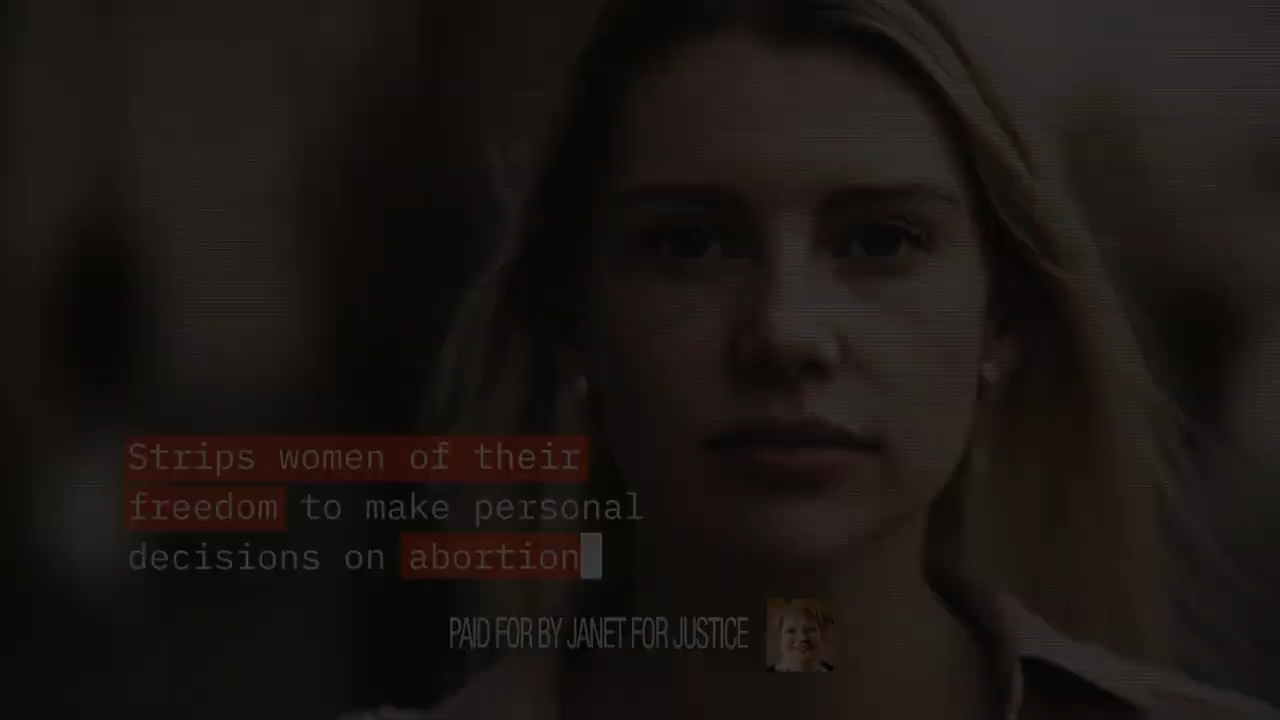 Strips women of their
freedom to make personal
decisions on abortion
PAID FOR BY JANET FOR JUSTICE